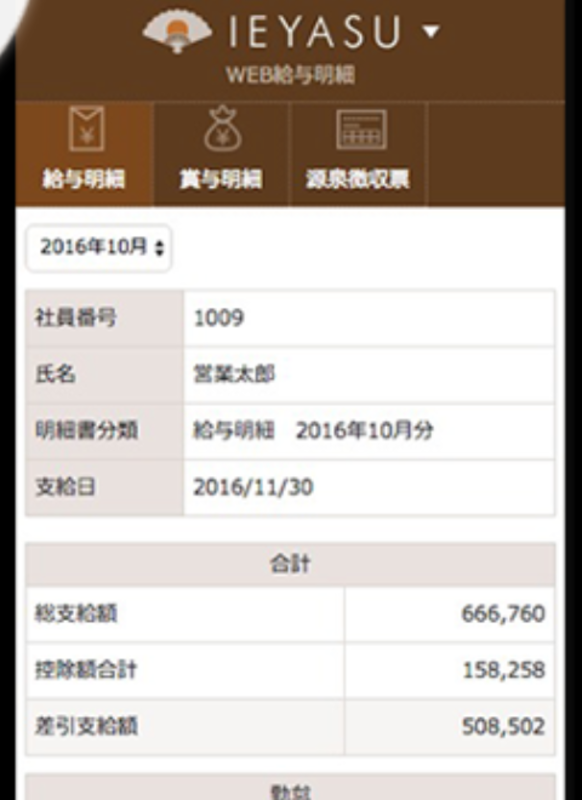 IEYASU
WEB給与明細
給与明細 賞与明細 源泉徴収票
2016年10月
社員番号 1009
氏名 営業太郎
明細書分類 給与明細 2016年10月分
支給日 2016/11/30
合計
総支給額 666,760
控除額合計 158,258
差引支給額 508,502
勤怠